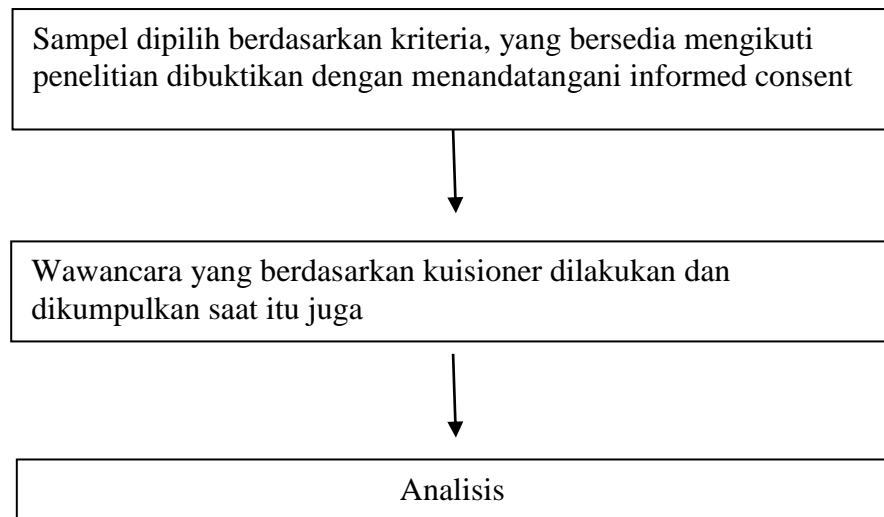 Sampel dipilih berdasarkan kriteria, yang bersedia mengikuti
penelitian dibuktikan dengan menandatangani informed consent
Wawancara yang berdasarkan kuisioner dilakukan dan
dikumpulkan saat itu juga
Analisis